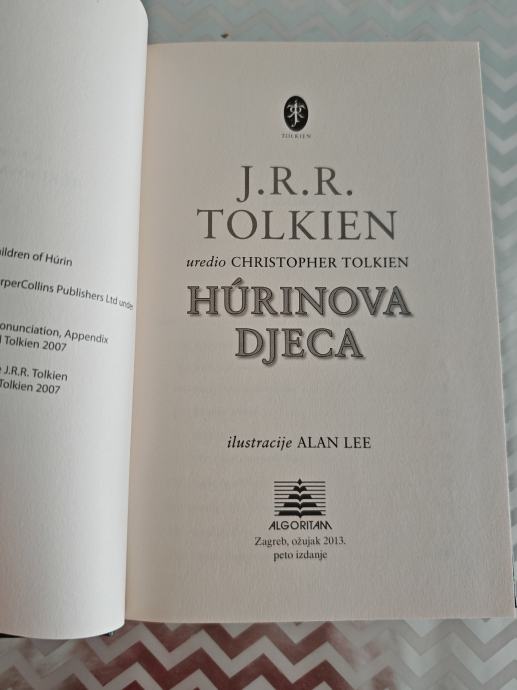 ildren of Húrin
rperCollins Publishers Ltd under
onunciation, Appendix
l Tolkien 2007
e J.R.R. Tolkien
Tolkien 2007
TOLKIEN
J.R.R.
TOLKIEN
uredio CHRISTOPHER TOLKIEN
HÚRINOVA
DJECA
ilustracije ALAN LEE
ALGORITAM
Zagreb, ožujak 2013.
peto izdanje